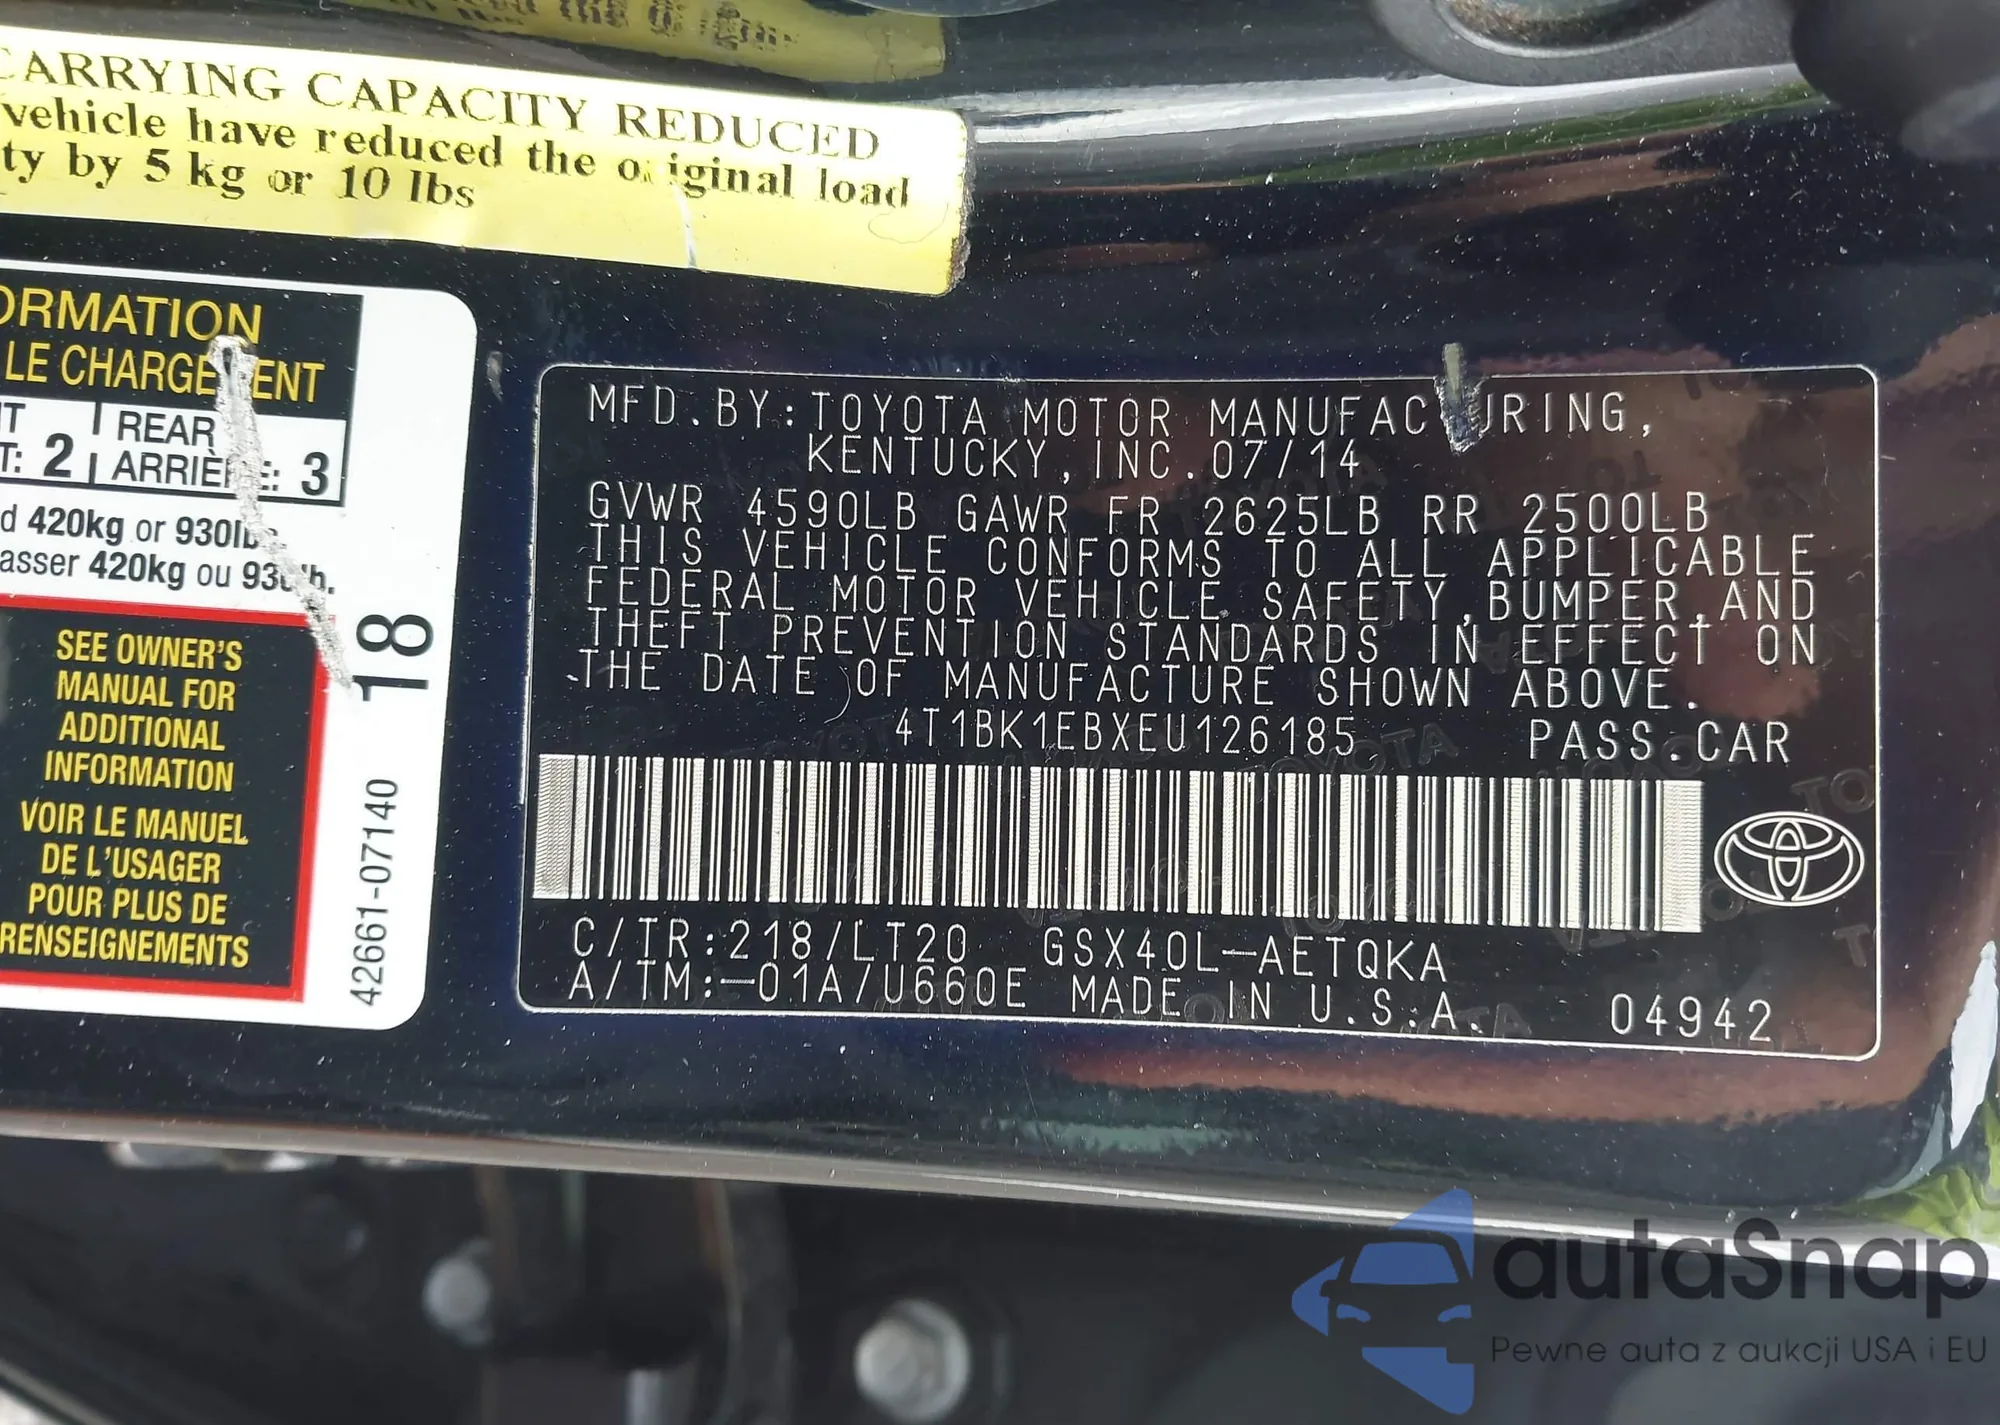 CARRYING CAPACITY REDUCED
vehicle have reduced the original load
ty by 5 kg or 10 lbs
ORMATION
LE CHARGEMENT
REAR
2 ARRIÈRE: 3
d 420kg or 930lb
asser 420kg ou 930lb.
SEE OWNER'S
MANUAL FOR
ADDITIONAL
INFORMATION
VOIR LE MANUEL
DE L'USAGER
POUR PLUS DE
RENSEIGNEMENTS
18
42661-07140
MFD. BY: TOYOTA MOTOR MANUFACTURING,
KENTUCKY, INC. 07/14
GVWR 4590LB GAWR FR 2625LB RR 2500LB
THIS VEHICLE CONFORMS TO ALL APPLICABLE
FEDERAL MOTOR VEHICLE SAFETY, BUMPER, AND
THEFT PREVENTION STANDARDS IN EFFECT ON
THE DATE OF MANUFACTURE SHOWN ABOVE.
4T1BK1EBXEU126185 PASS. CAR
C/TR: 218/LT20 GSX40L-AETQKA
A/TM: -01A/U660E MADE IN U.S.A. 04942
autaSnap
Pewne auta z aukcji USA i EU